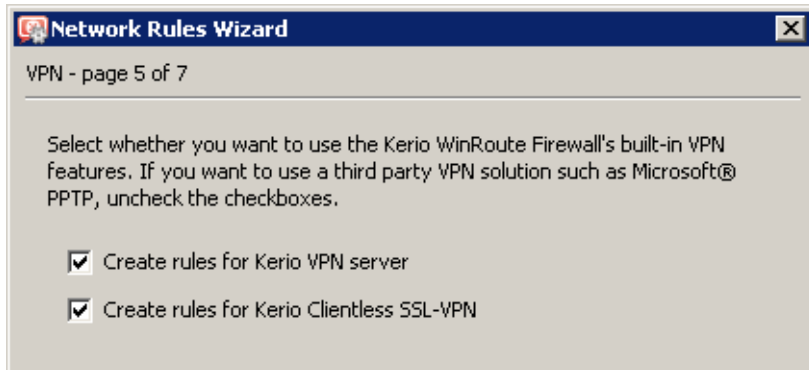 Network Rules Wizard
VPN - page 5 of 7
Select whether you want to use the Kerio WinRoute Firewall's built-in VPN
features. If you want to use a third party VPN solution such as Microsoft®
PPTP, uncheck the checkboxes.
Create rules for Kerio VPN server
Create rules for Kerio Clientless SSL-VPN